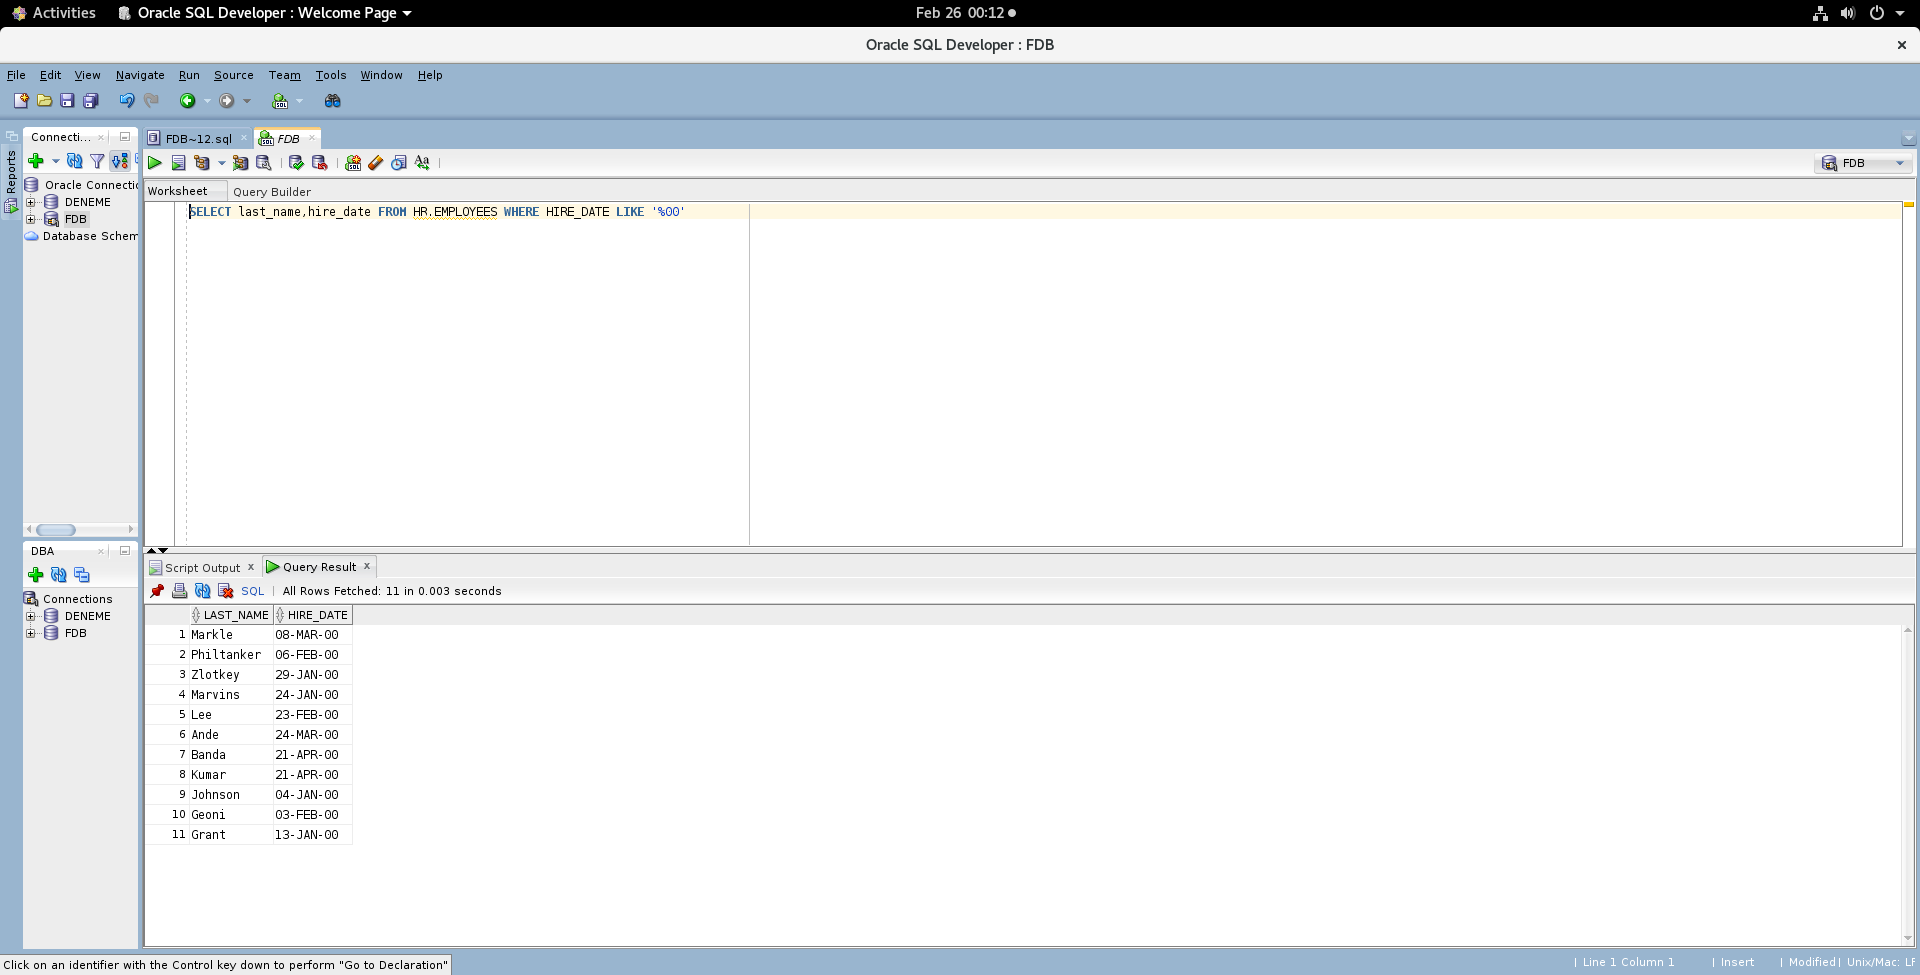 Activities
Oracle SQL Developer : Welcome Page
Feb 26 00:12
Oracle SQL Developer : FDB
File Edit View Navigate Run Source Team Tools Window Help
Reports
Connecti...
Oracle Connectio
DENEME
FDB
Database Schem
FDB~12.sql
FDB
FDB
Worksheet
Query Builder
SELECT last_name,hire_date FROM HR.EMPLOYEES WHERE HIRE_DATE LIKE '%00'
DBA
Connections
DENEME
FDB
Script Output
Query Result
SQL
All Rows Fetched: 11 in 0.003 seconds
LAST_NAME HIRE_DATE
1 Markle 08-MAR-00
2 Philtanker 06-FEB-00
3 Zlotkey 29-JAN-00
4 Marvins 24-JAN-00
5 Lee 23-FEB-00
6 Ande 24-MAR-00
7 Banda 21-APR-00
8 Kumar 21-APR-00
9 Johnson 04-JAN-00
10 Geoni 03-FEB-00
11 Grant 13-JAN-00
Click on an identifier with the Control key down to perform "Go to Declaration"
| Line 1 Column 1 | Insert | Modified | Unix/Mac: LF